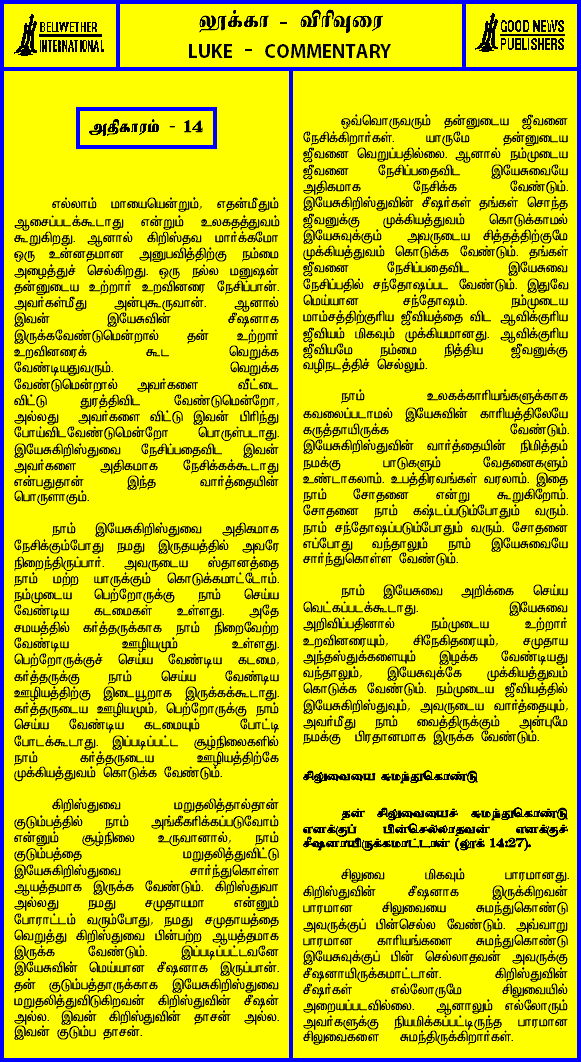 BELLWETHER
INTERNATIONAL
லூக்கா - விரிவுரை
LUKE - COMMENTARY
GOOD NEWS
PUBLISHERS
அதிகாரம் - 14
எல்லாம் மாயையென்றும், எதன்மீதும்
ஆசைப்படக்கூடாது என்றும் உலகதத்துவம்
கூறுகிறது. ஆனால் கிறிஸ்தவ மார்க்கமோ
ஒரு உன்னதமான அனுபவித்திற்கு நம்மை
அழைத்துச் செல்கிறது. ஒரு நல்ல மனுஷன்
தன்னுடைய உற்றார் உறவினரை நேசிப்பான்.
அவர்கள்மீது அன்புகூருவான். ஆனால்
இவன் இயேசுவின் சீஷனாக
இருக்கவேண்டுமென்றால் தன் உற்றார்
உறவினரைக் கூட வெறுக்க
வேண்டியதுவரும். வெறுக்க
வேண்டுமென்றால் அவர்களை வீட்டை
விட்டு துரத்திவிட வேண்டுமென்றோ,
அல்லது அவர்களை விட்டு இவன் பிரிந்து
போய்விடவேண்டுமென்றோ பொருள்படாது.
இயேசுகிறிஸ்துவை நேசிப்பதைவிட இவன்
அவர்களை அதிகமாக நேசிக்கக்கூடாது
என்பதுதான் இந்த வார்த்தையின்
பொருளாகும்.
நாம் இயேசுகிறிஸ்துவை அதிகமாக
நேசிக்கும்போது நமது இருதயத்தில் அவரே
நிறைந்திருப்பார். அவருடைய ஸ்தானத்தை
நாம் மற்ற யாருக்கும் கொடுக்கமாட்டோம்.
நம்முடைய பெற்றோருக்கு நாம் செய்ய
வேண்டிய கடமைகள் உள்ளது. அதே
சமயத்தில் கர்த்தருக்காக நாம் நிறைவேற்ற
வேண்டிய ஊழியமும் உள்ளது.
பெற்றோருக்குச் செய்ய வேண்டிய கடமை,
கர்த்தருக்கு நாம் செய்ய வேண்டிய
ஊழியத்திற்கு இடையூறாக இருக்கக்கூடாது.
கர்த்தருடைய ஊழியமும், பெற்றோருக்கு நாம்
செய்ய வேண்டிய கடமையும் போட்டி
போடக்கூடாது. இப்படிப்பட்ட சூழ்நிலைகளில்
நாம் கர்த்தருடைய ஊழியத்திற்கே
முக்கியத்துவம் கொடுக்க வேண்டும்.
கிறிஸ்துவை மறுதலித்தால்தான்
குடும்பத்தில் நாம் அங்கீகரிக்கப்படுவோம்
என்னும் சூழ்நிலை உருவானால், நாம்
குடும்பத்தை மறுதலித்துவிட்டு
இயேசுகிறிஸ்துவை சார்ந்துகொள்ள
ஆயத்தமாக இருக்க வேண்டும். கிறிஸ்துவா
அல்லது நமது சமுதாயமா என்னும்
போராட்டம் வரும்போது, நமது சமுதாயத்தை
வெறுத்து கிறிஸ்துவை பின்பற்ற ஆயத்தமாக
இருக்க வேண்டும். இப்படிப்பட்டவனே
இயேசுவின் மெய்யான சீஷனாக இருப்பான்.
தன் குடும்பத்தாருக்காக இயேசுகிறிஸ்துவை
மறுதலித்துவிடுகிறவன் கிறிஸ்துவின் சீஷன்
அல்ல. இவன் கிறிஸ்துவின் தாசன் அல்ல.
இவன் குடும்ப தாசன்.
ஒவ்வொருவரும் தன்னுடைய ஜீவனை
நேசிக்கிறார்கள். யாருமே தன்னுடைய
ஜீவனை வெறுப்பதில்லை. ஆனால் நம்முடைய
ஜீவனை நேசிப்பதைவிட இயேசுவையே
அதிகமாக நேசிக்க வேண்டும்.
இயேசுகிறிஸ்துவின் சீஷர்கள் தங்கள் சொந்த
ஜீவனுக்கு முக்கியத்துவம் கொடுக்காமல்
இயேசுவுக்கும் அவருடைய சித்தத்திற்குமே
முக்கியத்துவம் கொடுக்க வேண்டும். தங்கள்
ஜீவனை நேசிப்பதைவிட இயேசுவை
நேசிப்பதில் சந்தோஷப்பட வேண்டும். இதுவே
மெய்யான சந்தோஷம். நம்முடைய
மாம்சத்திற்குரிய ஜீவியத்தை விட ஆவிக்குரிய
ஜீவியம் மிகவும் முக்கியமானது. ஆவிக்குரிய
ஜீவியமே நம்மை நித்திய ஜீவனுக்கு
வழிநடத்திச் செல்லும்.
நாம் உலகக்காரியங்களுக்காக
கவலைப்படாமல் இயேசுவின் காரியத்திலேயே
கருத்தாயிருக்க வேண்டும்.
இயேசுகிறிஸ்துவின் வார்த்தையின் நிமித்தம்
நமக்கு பாடுகளும் வேதனைகளும்
உண்டாகலாம். உபத்திரவங்கள் வரலாம். இதை
நாம் சோதனை என்று கூறுகிறோம்.
சோதனை நாம் கஷ்டப்படும்போதும் வரும்.
நாம் சந்தோஷப்படும்போதும் வரும். சோதனை
எப்போது வந்தாலும் நாம் இயேசுவையே
சார்ந்துகொள்ள வேண்டும்.
நாம் இயேசுவை அறிக்கை செய்ய
வெட்கப்படக்கூடாது. இயேசுவை
அறிவிப்பதினால் நம்முடைய உற்றார்
உறவினரையும், சிநேகிதரையும், சமுதாய
அந்தஸ்துக்களையும் இழக்க வேண்டியது
வந்தாலும், இயேசுவுக்கே முக்கியத்துவம்
கொடுக்க வேண்டும். நம்முடைய ஜீவியத்தில்
இயேசுகிறிஸ்துவும், அவருடைய வார்த்தையும்,
அவர்மீது நாம் வைத்திருக்கும் அன்புமே
நமக்கு பிரதானமாக இருக்க வேண்டும்.
சிலுவையை சுமந்துகொண்டு
தன் சிலுவையைச் சுமந்துகொண்டு
எனக்குப் பின்செல்லாதவன் எனக்குச்
சீஷனாயிருக்கமாட்டான் (லூக் 14:27).
சிலுவை மிகவும் பாரமானது.
கிறிஸ்துவின் சீஷனாக இருக்கிறவன்
பாரமான சிலுவையை சுமந்துகொண்டு
அவருக்குப் பின்செல்ல வேண்டும். அவ்வாறு
பாரமான காரியங்களை சுமந்துகொண்டு
இயேசுவுக்குப் பின் செல்லாதவன் அவருக்கு
சீஷனாயிருக்கமாட்டான். கிறிஸ்துவின்
சீஷர்கள் எல்லோருமே சிலுவையில்
அறையப்படவில்லை. ஆனாலும் எல்லோரும்
அவர்களுக்கு நியமிக்கப்பட்டிருந்த பாரமான
சிலுவைகளை சுமந்திருக்கிறார்கள்.